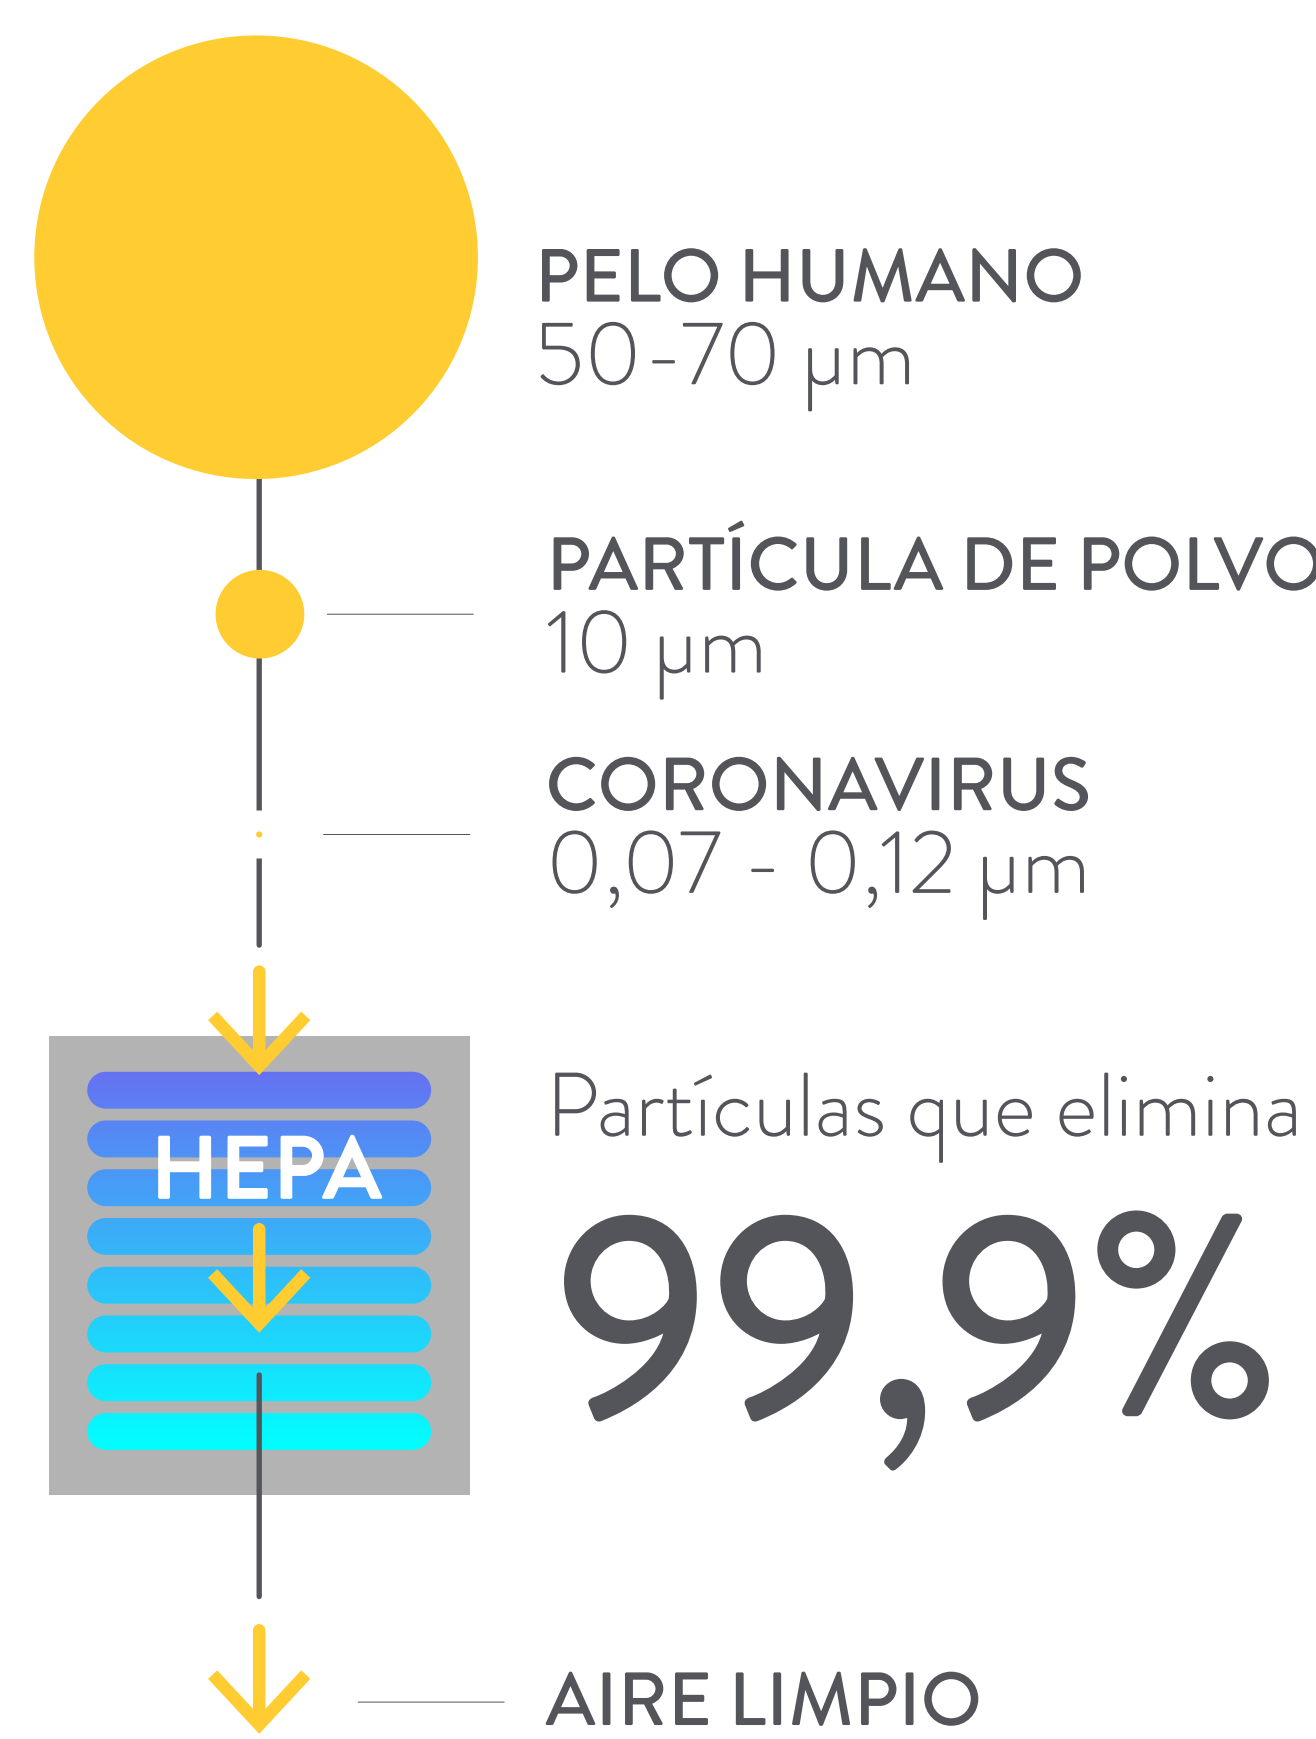 PELO HUMANO
50-70 µm
PARTÍCULA DE POLVO
10 µm
CORONAVIRUS
0,07 - 0,12 µm
HEPA
Partículas que elimina
99,9%
AIRE LIMPIO